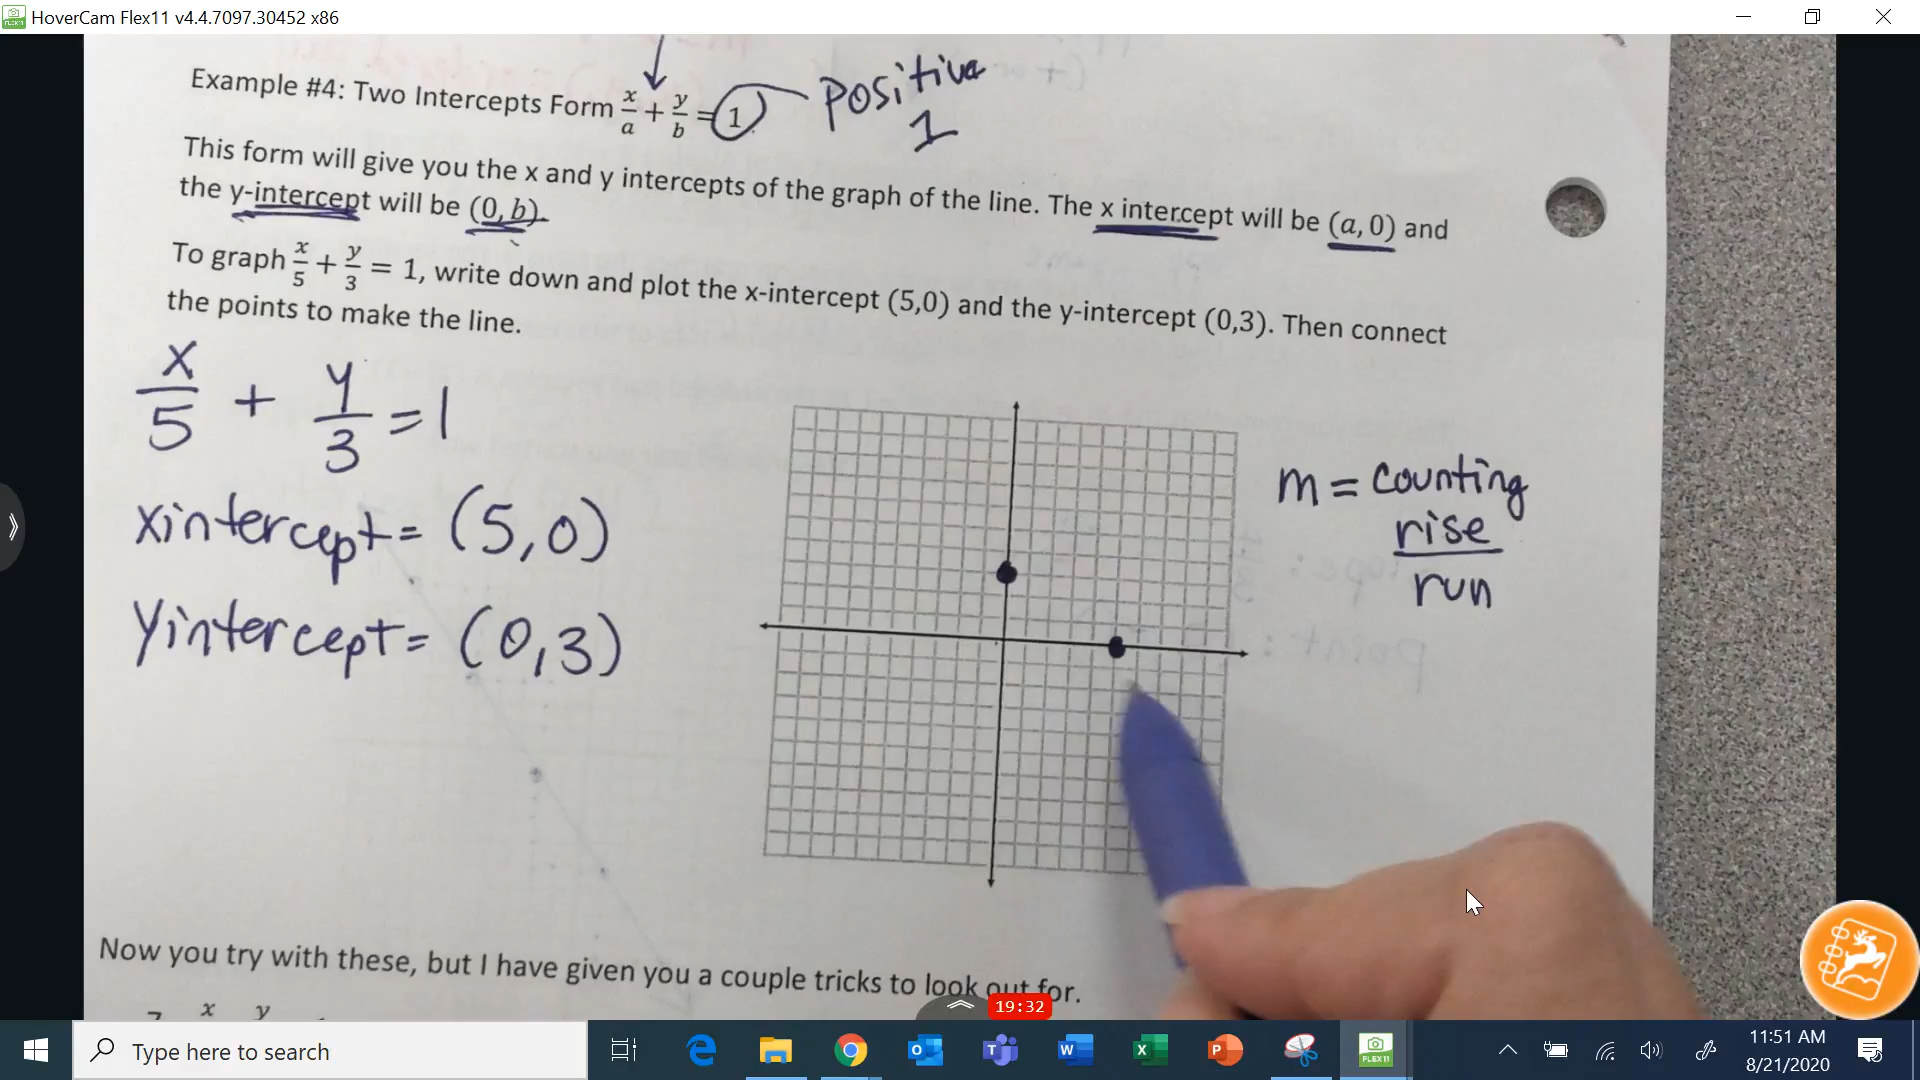 HoverCam Flex11 v4.4.7097.30452 x86
Example #4: Two Intercepts Form x/a + y/b = 1
Positive
1
This form will give you the x and y intercepts of the graph of the line. The x intercept will be (a, 0) and
the y-intercept will be (0, b).
To graph x/5 + y/3 = 1, write down and plot the x-intercept (5,0) and the y-intercept (0,3). Then connect
the points to make the line.
x/5 + y/3 = 1
m = counting
rise
run
x intercept = (5,0)
y intercept = (0,3)
Now you try with these, but I have given you a couple tricks to look out for.
x y
19:32
Type here to search
11:51 AM
8/21/2020
FLEX11